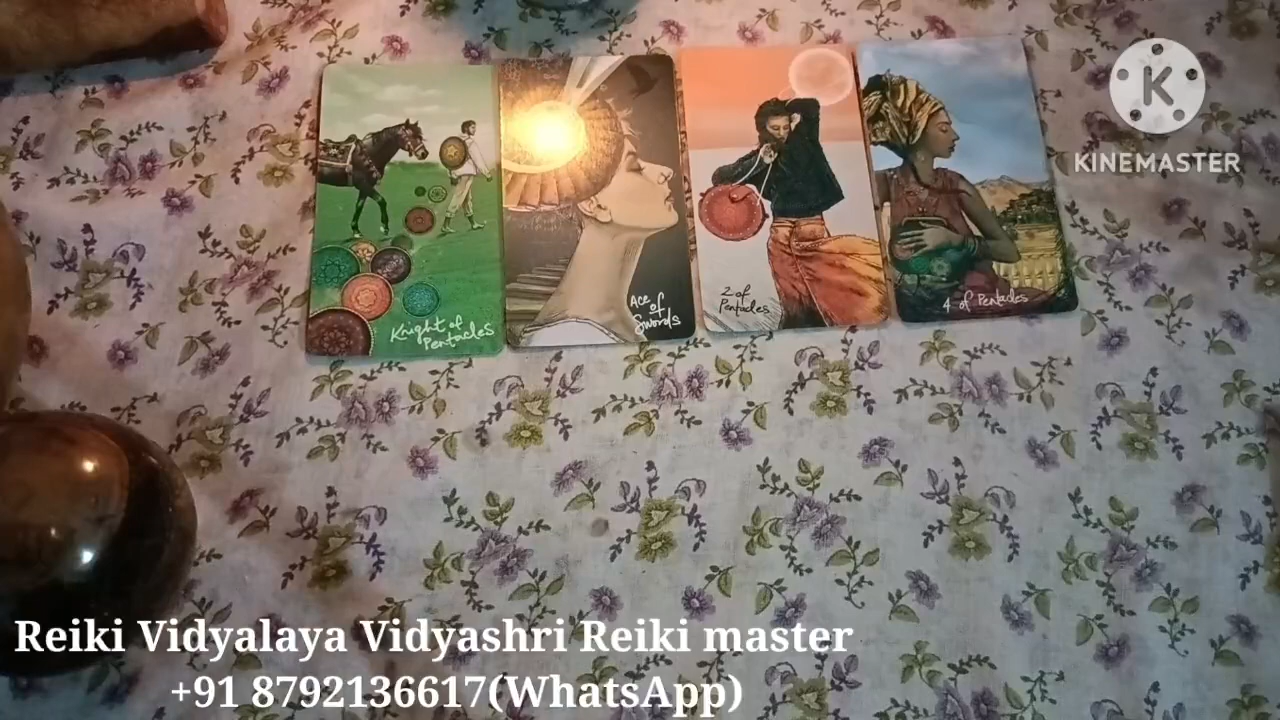 K
KINEMASTER
Knight of
Pentacles
Ace
of
Swords
2 of
Pentacles
4 of Pentacles
Reiki Vidyalaya Vidyashri Reiki master
+91 8792136617(WhatsApp)